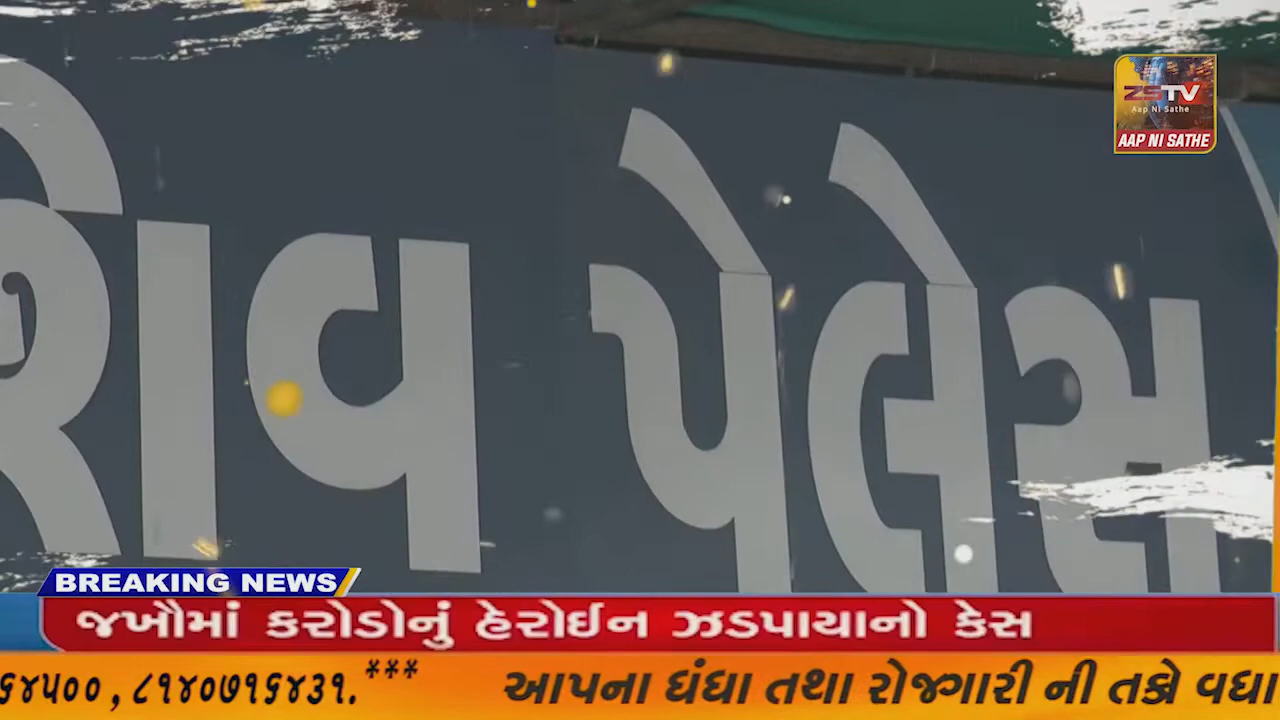 શિવ પેલેસ
ZSTV
Aap Ni Sathe
AAP NI SATHE
BREAKING NEWS
જખૌમાં કરોડોનું હેરોઈન ઝડપાયાનો કેસ
૬૪૫૦૦,૮૧૪૦૭૧૬૪૩૧.*** આપના ધંધા તથા રોજગારી ની તકો વધા